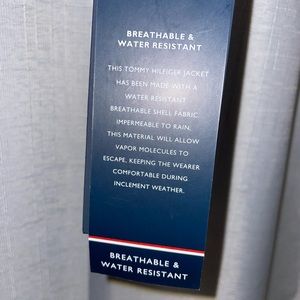 BREATHABLE &
WATER RESISTANT
THIS TOMMY HILFIGER JACKET
HAS BEEN MADE WITH A
WATER RESISTANT
BREATHABLE SHELL FABRIC
IMPERMEABLE TO RAIN.
THIS MATERIAL WILL ALLOW
VAPOR MOLECULES TO
ESCAPE. KEEPING THE WEARER
COMFORTABLE DURING
INCLEMENT WEATHER.
BREATHABLE &
WATER RESISTANT